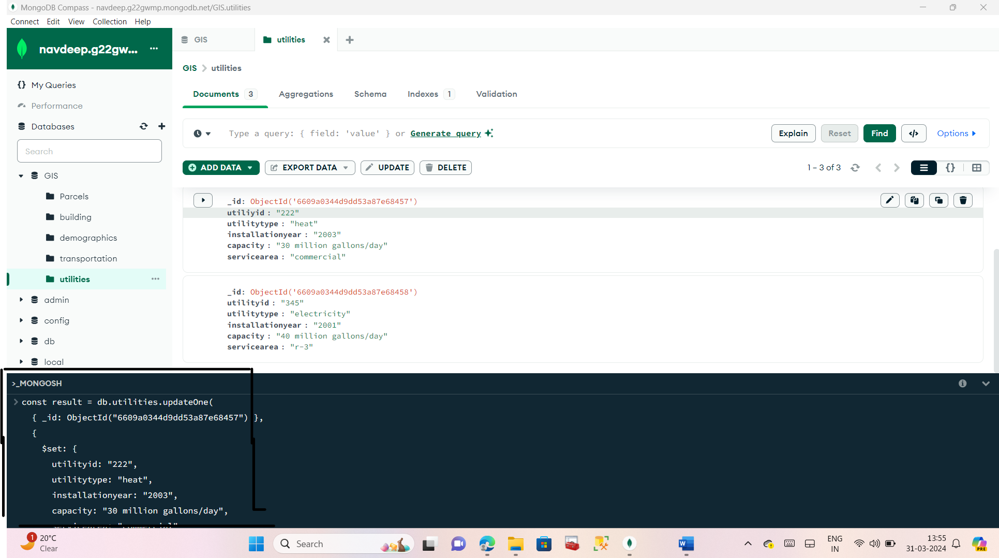 MongoDB Compass - navdeep.g22gwmp.mongodb.net/GIS.utilities
Connect Edit View Collection Help
navdeep.g22gw...
GIS
utilities
GIS > utilities
My Queries
Performance
Databases
Search
GIS
Parcels
building
demographics
transportation
utilities
admin
config
db
local
Documents 3 Aggregations Schema Indexes 1 Validation
Type a query: { field: 'value' } or Generate query
Explain Reset Find </> Options
ADD DATA EXPORT DATA UPDATE DELETE
1 – 3 of 3 {}
_id: ObjectId('6609a0344d9dd53a87e68457')
utiliyid : "222"
utilitytype : "heat"
installationyear : "2003"
capacity : "30 million gallons/day"
servicearea : "commercial"
_id: ObjectId('6609a0344d9dd53a87e68458')
utilityid : "345"
utilitytype : "electricity"
installationyear : "2001"
capacity : "40 million gallons/day"
servicearea : "r-3"
>_MONGOSH
> const result = db.utilities.updateOne(
{ _id: ObjectId("6609a0344d9dd53a87e68457") },
{
$set: {
utilityid: "222",
utilitytype: "heat",
installationyear: "2003",
capacity: "30 million gallons/day",
1
20°C
Clear
Search
W
PRE
ENG
IN
13:55
31-03-2024